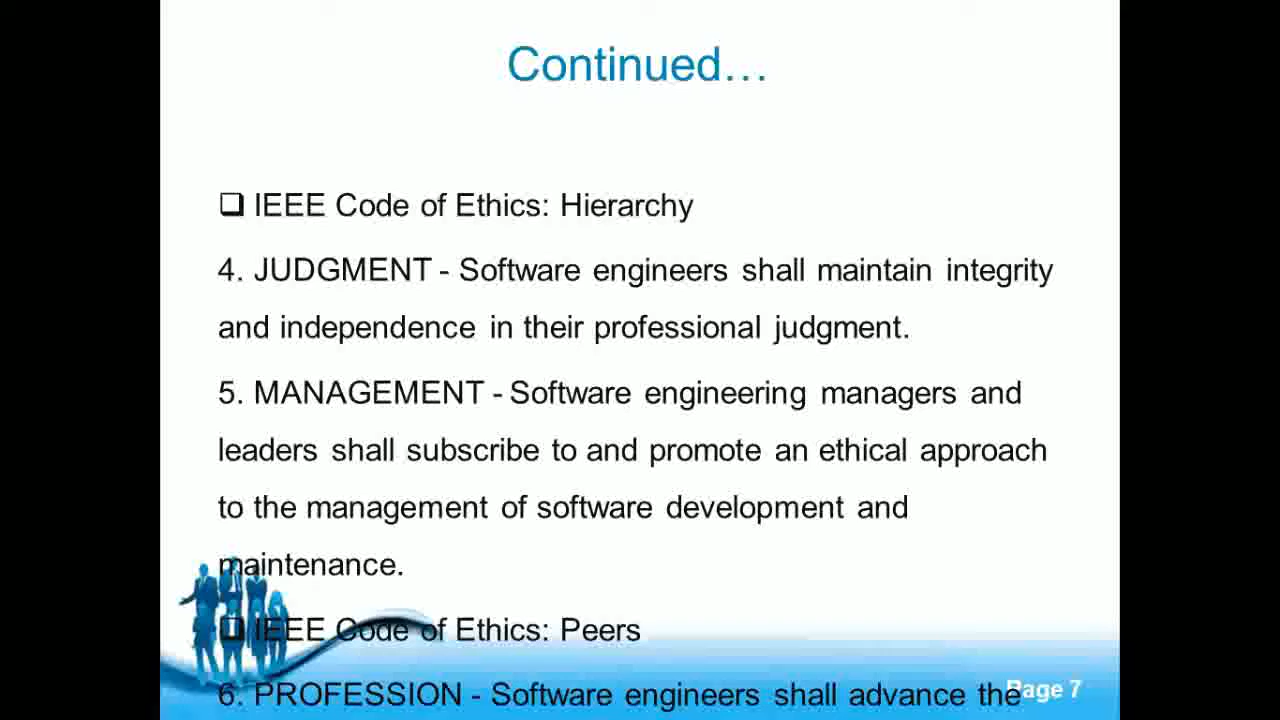 Continued…
❑ IEEE Code of Ethics: Hierarchy
4. JUDGMENT - Software engineers shall maintain integrity
and independence in their professional judgment.
5. MANAGEMENT - Software engineering managers and
leaders shall subscribe to and promote an ethical approach
to the management of software development and
maintenance.
❑ IEEE Code of Ethics: Peers
6. PROFESSION - Software engineers shall advance the
Page 7